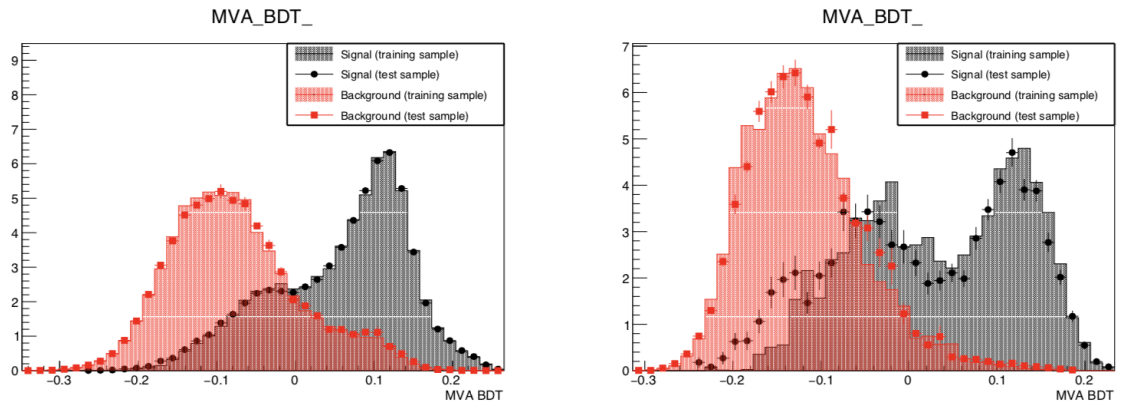 MVA_BDT_
9
8
7
6
5
4
3
2
1
0
Signal (training sample)
Signal (test sample)
Background (training sample)
Background (test sample)
−0.3
−0.2
−0.1
0
0.1
0.2
MVA BDT
MVA_BDT_
7
6
5
4
3
2
1
0
Signal (training sample)
Signal (test sample)
Background (training sample)
Background (test sample)
−0.3
−0.2
−0.1
0
0.1
0.2
MVA BDT